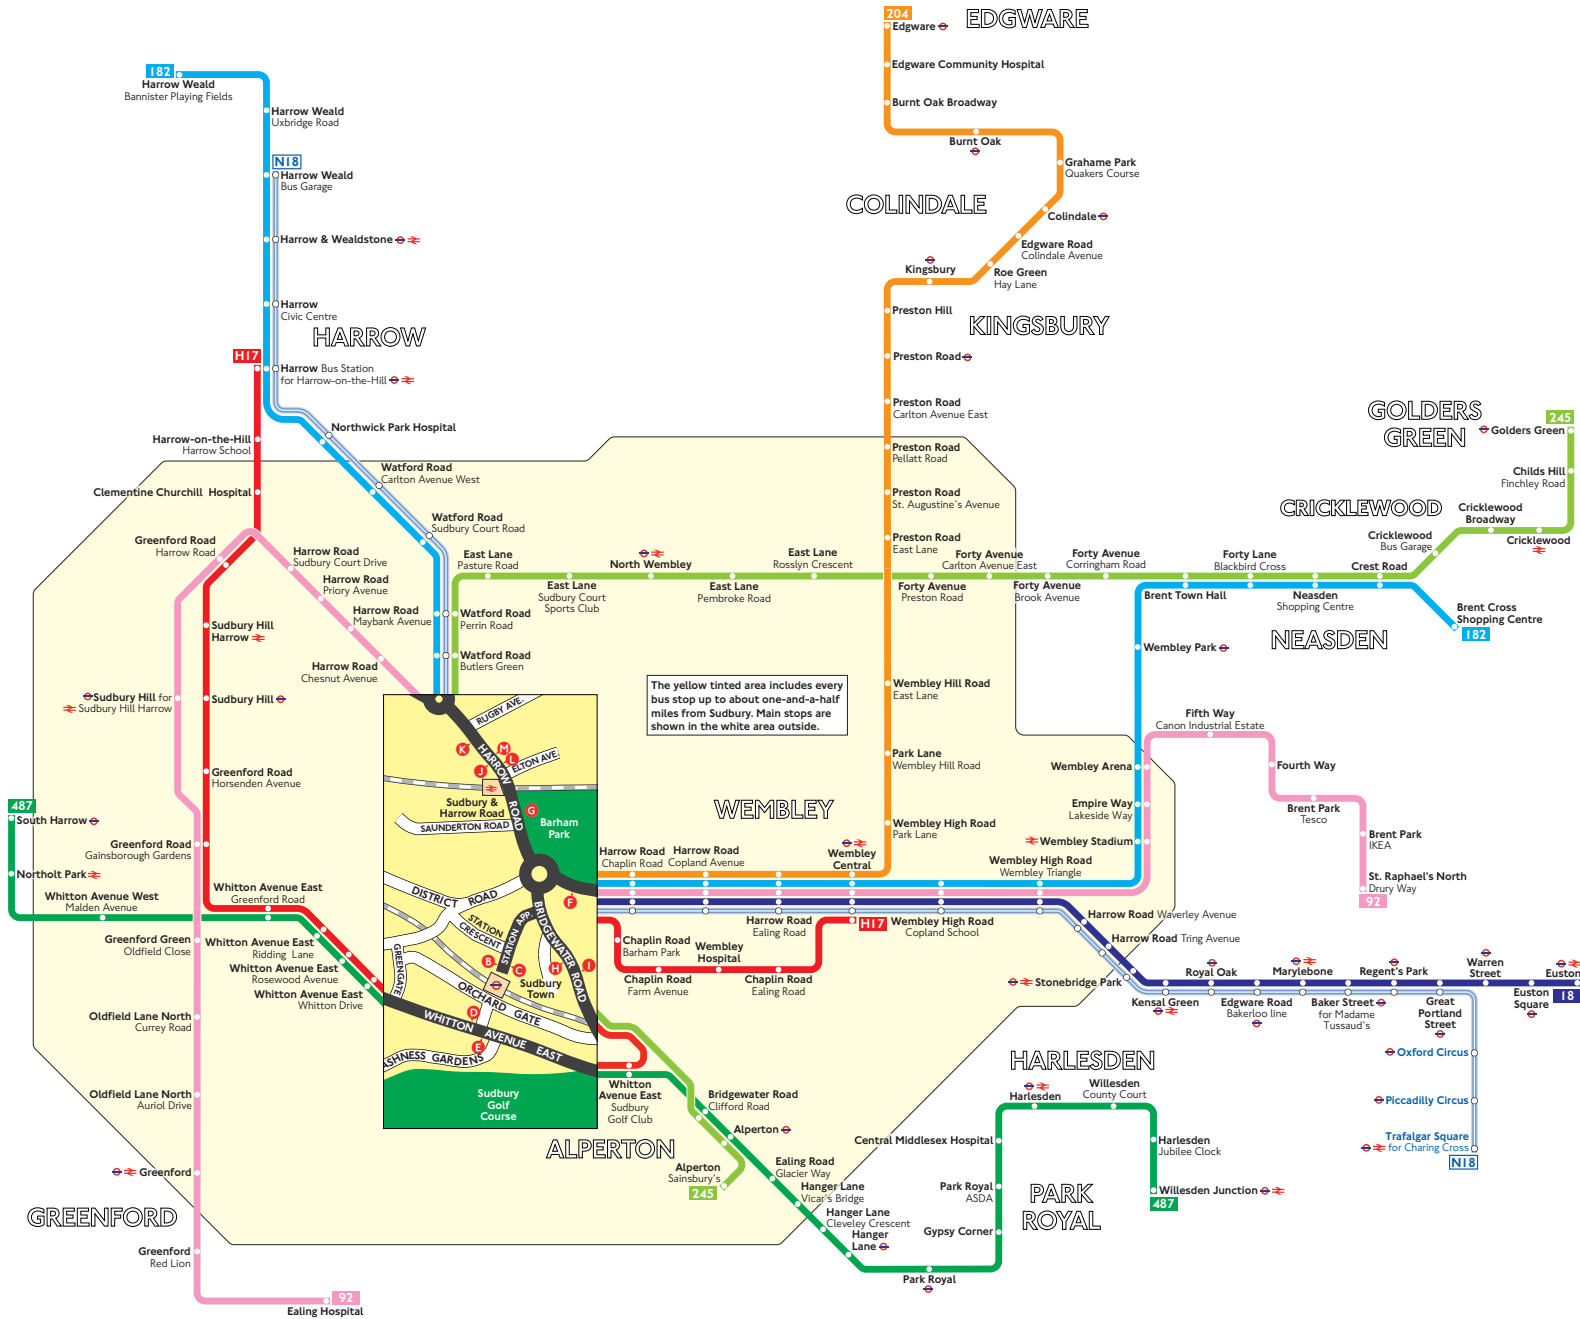 204
Edgware
EDGWARE
Edgware Community Hospital
Burnt Oak Broadway
Burnt Oak
Grahame Park
Quakers Course
COLINDALE
Colindale
Edgware Road
Colindale Avenue
Roe Green
Hay Lane
Kingsbury
Preston Hill
KINGSBURY
Preston Road
Preston Road
Carlton Avenue East
Preston Road
Pellatt Road
Preston Road
St. Augustine's Avenue
Preston Road
East Lane
182
Harrow Weald
Bannister Playing Fields
Harrow Weald
Uxbridge Road
N18
Harrow Weald
Bus Garage
Harrow & Wealdstone
Harrow
Civic Centre
HARROW
H17
Harrow Bus Station
for Harrow-on-the-Hill
Northwick Park Hospital
Harrow-on-the-Hill
Harrow School
Watford Road
Carlton Avenue West
Clementine Churchill Hospital
Watford Road
Sudbury Court Road
Greenford Road
Harrow Road
Harrow Road
Sudbury Court Drive
Harrow Road
Priory Avenue
Harrow Road
Maybank Avenue
Harrow Road
Chesnut Avenue
Watford Road
Perrin Road
Watford Road
Butlers Green
East Lane
Pasture Road
East Lane
Sudbury Court
Sports Club
North Wembley
East Lane
Pembroke Road
East Lane
Rosslyn Crescent
Forty Avenue
Preston Road
Forty Avenue
Carlton Avenue East
Forty Avenue
Brook Avenue
Forty Avenue
Corringham Road
Brent Town Hall
Forty Lane
Blackbird Cross
Neasden
Shopping Centre
Crest Road
Cricklewood
Bus Garage
CRICKLEWOOD
Cricklewood
Broadway
Cricklewood
Childs Hill
Finchley Road
GOLDERS
GREEN
245
Golders Green
Brent Cross
Shopping Centre
182
NEASDEN
Wembley Park
Sudbury Hill
Harrow
Sudbury Hill for
Sudbury Hill Harrow
Sudbury Hill
Greenford Road
Horsenden Avenue
The yellow tinted area includes every
bus stop up to about one-and-a-half
miles from Sudbury. Main stops are
shown in the white area outside.
Wembley Hill Road
East Lane
Park Lane
Wembley Hill Road
Wembley High Road
Park Lane
WEMBLEY
Fifth Way
Canon Industrial Estate
Fourth Way
Brent Park
Tesco
Brent Park
IKEA
St. Raphael's North
Drury Way
92
Wembley Arena
Empire Way
Lakeside Way
Wembley Stadium
487
South Harrow
Northolt Park
Greenford Road
Gainsborough Gardens
Whitton Avenue West
Malden Avenue
Whitton Avenue East
Greenford Road
Greenford Green
Oldfield Close
Whitton Avenue East
Ridding Lane
Whitton Avenue East
Rosewood Avenue
Whitton Avenue East
Whitton Drive
RUGBY AVE.
K
M
L
J
HARROW ROAD
ELTON AVE.
Sudbury &
Harrow Road
SAUNDERTON ROAD
G
Barham
Park
DISTRICT ROAD
F
STATION
CRESCENT
STATION APP.
BRIDGEWATER ROAD
GREENGATE
B
C
H
I
Sudbury
Town
ORCHARD GATE
D
E
WHITTON AVENUE EAST
ASHNESS GARDENS
Sudbury
Golf
Course
Harrow Road
Chaplin Road
Harrow Road
Copland Avenue
Wembley
Central
Wembley High Road
Wembley Triangle
Harrow Road
Ealing Road
H17
Wembley High Road
Copland School
Chaplin Road
Barham Park
Wembley
Hospital
Chaplin Road
Farm Avenue
Chaplin Road
Ealing Road
Harrow Road Waverley Avenue
Harrow Road Tring Avenue
Stonebridge Park
Kensal Green
Royal Oak
Edgware Road
Bakerloo line
Marylebone
Baker Street
for Madame
Tussaud's
Regent's Park
Great
Portland
Street
Warren
Street
Euston
Square
Euston
18
Oxford Circus
Piccadilly Circus
Trafalgar Square
for Charing Cross
N18
Oldfield Lane North
Currey Road
Oldfield Lane North
Auriol Drive
Greenford
GREENFORD
Greenford
Red Lion
92
Ealing Hospital
Whitton
Avenue East
Sudbury
Golf Club
Bridgewater Road
Clifford Road
Alperton
ALPERTON
Alperton
Sainsbury's
245
Ealing Road
Glacier Way
Hanger Lane
Vicar's Bridge
Hanger Lane
Cleveley Crescent
Hanger
Lane
Park Royal
Gypsy Corner
Park Royal
ASDA
Central Middlesex Hospital
PARK
ROYAL
HARLESDEN
Harlesden
Willesden
County Court
Harlesden
Jubilee Clock
Willesden Junction
487